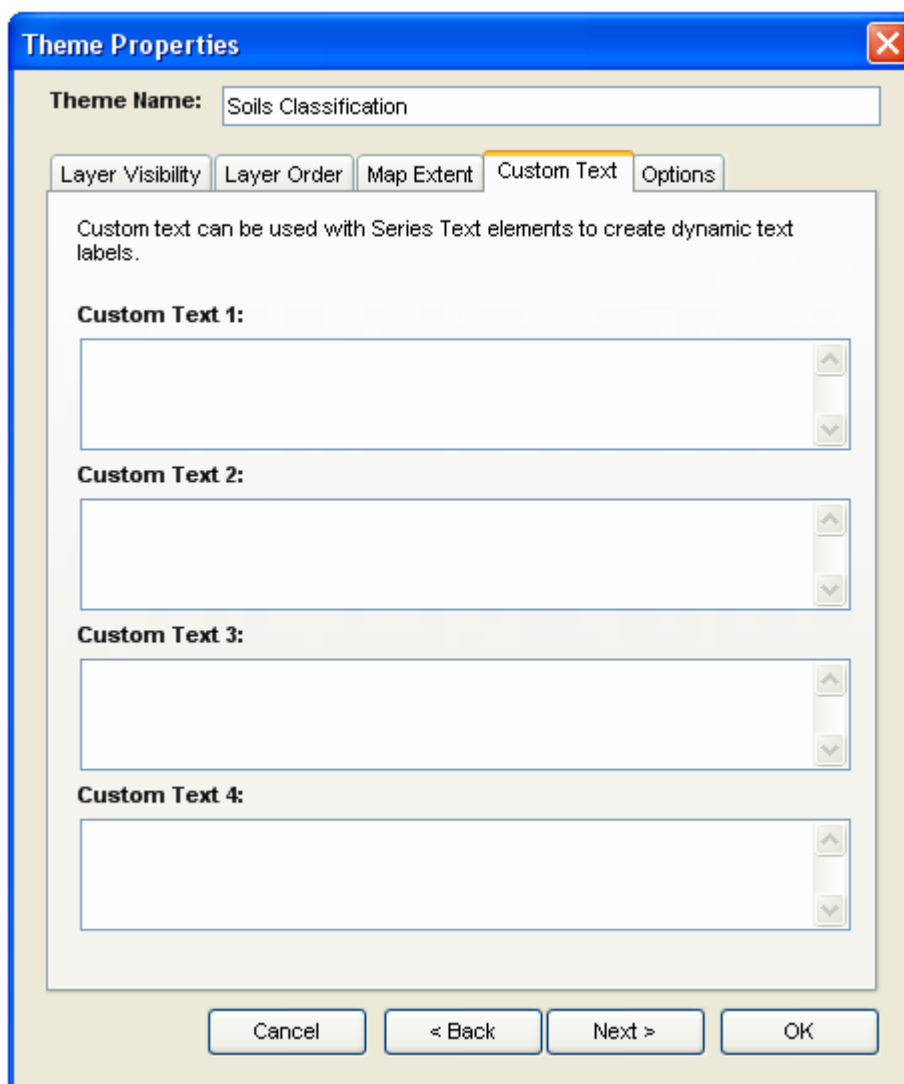 Theme Properties
Theme Name: Soils Classification
Layer Visibility Layer Order Map Extent Custom Text Options
Custom text can be used with Series Text elements to create dynamic text
labels.
Custom Text 1:
Custom Text 2:
Custom Text 3:
Custom Text 4:
Cancel < Back Next > OK